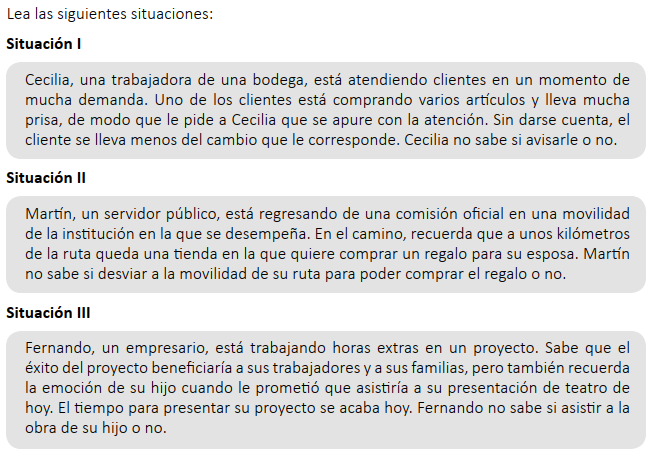 Lea las siguientes situaciones:
Situación I
Cecilia, una trabajadora de una bodega, está atendiendo clientes en un momento de
mucha demanda. Uno de los clientes está comprando varios artículos y lleva mucha
prisa, de modo que le pide a Cecilia que se apure con la atención. Sin darse cuenta, el
cliente se lleva menos del cambio que le corresponde. Cecilia no sabe si avisarle o no.
Situación II
Martín, un servidor público, está regresando de una comisión oficial en una movilidad
de la institución en la que se desempeña. En el camino, recuerda que a unos kilómetros
de la ruta queda una tienda en la que quiere comprar un regalo para su esposa. Martín
no sabe si desviar a la movilidad de su ruta para poder comprar el regalo o no.
Situación III
Fernando, un empresario, está trabajando horas extras en un proyecto. Sabe que el
éxito del proyecto beneficiaría a sus trabajadores y a sus familias, pero también recuerda
la emoción de su hijo cuando le prometió que asistiría a su presentación de teatro de
hoy. El tiempo para presentar su proyecto se acaba hoy. Fernando no sabe si asistir a la
obra de su hijo o no.